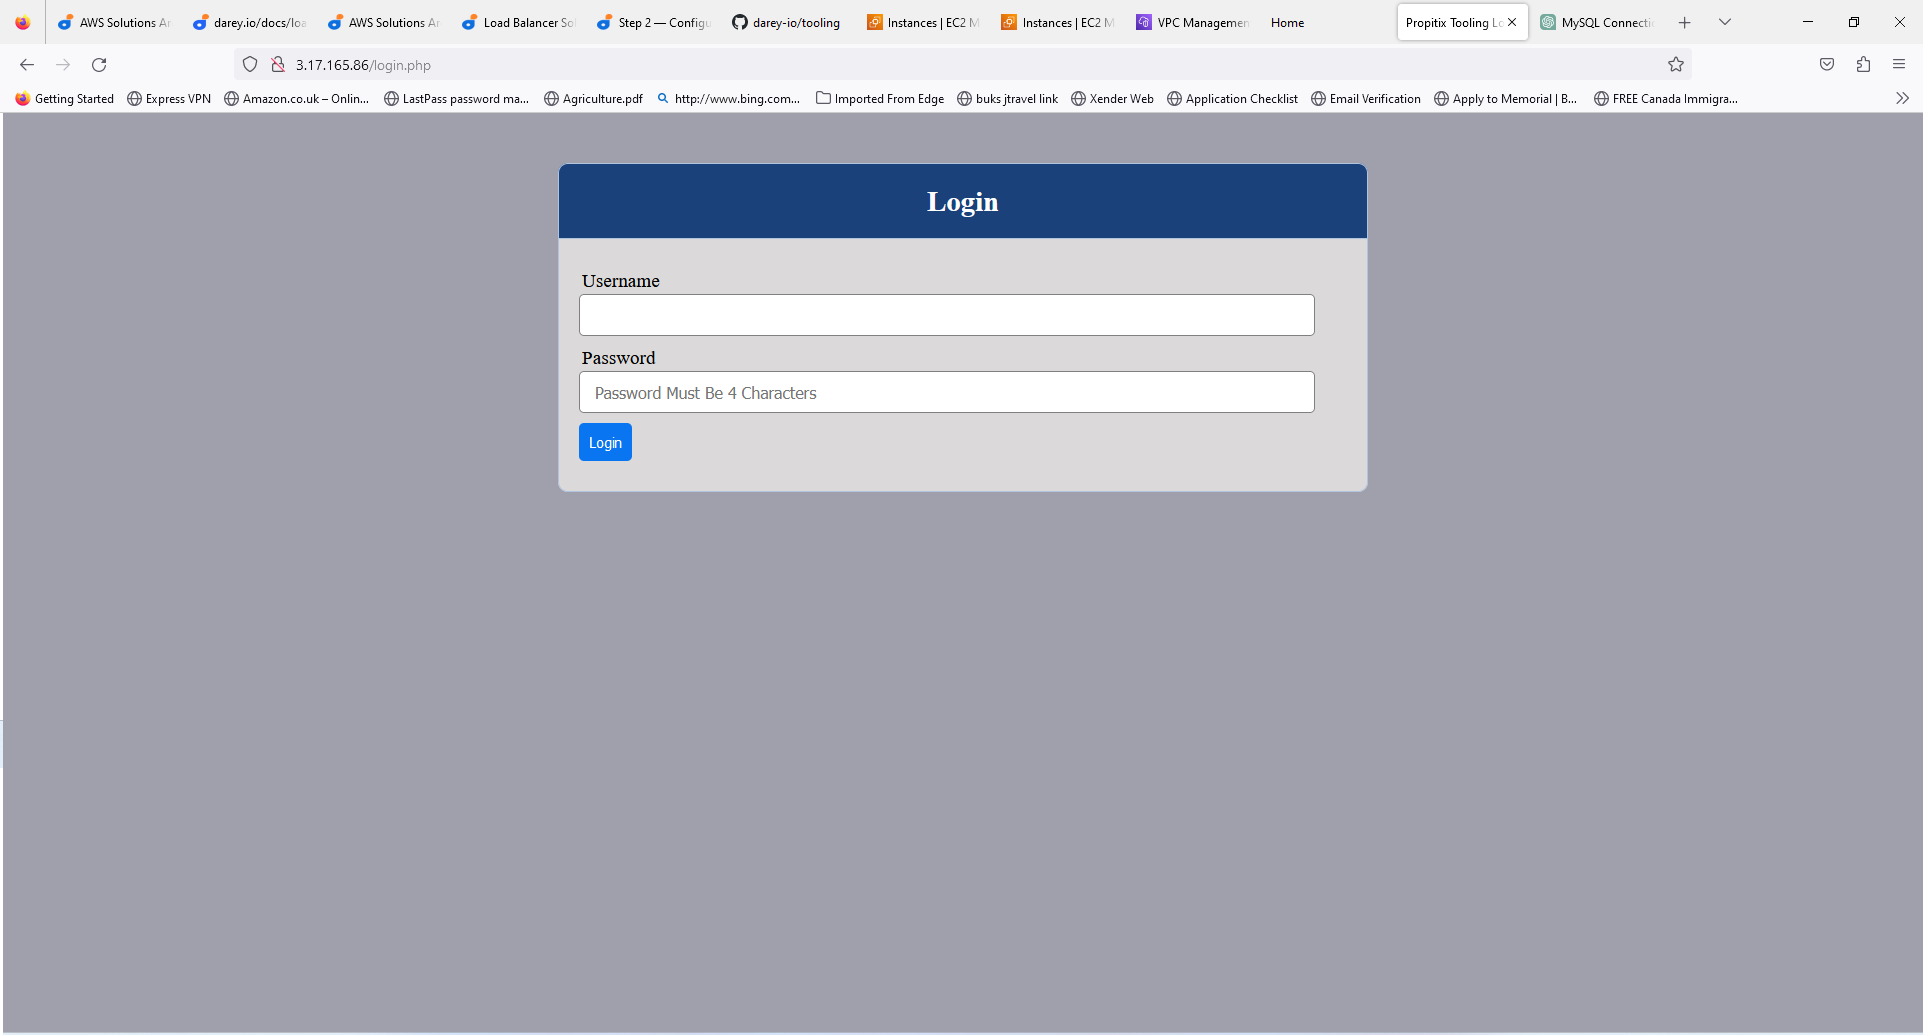 AWS Solutions Ar
darey.io/docs/loa
AWS Solutions Ar
Load Balancer Sol
Step 2 — Configu
darey-io/tooling
Instances | EC2 M
Instances | EC2 M
VPC Managemen
Home
Propitix Tooling Lo
MySQL Connectio
3.17.165.86/login.php
Getting Started
Express VPN
Amazon.co.uk – Onlin...
LastPass password ma...
Agriculture.pdf
http://www.bing.com...
Imported From Edge
buks jtravel link
Xender Web
Application Checklist
Email Verification
Apply to Memorial | B...
FREE Canada Immigra...
Login
Username
Password
Password Must Be 4 Characters
Login